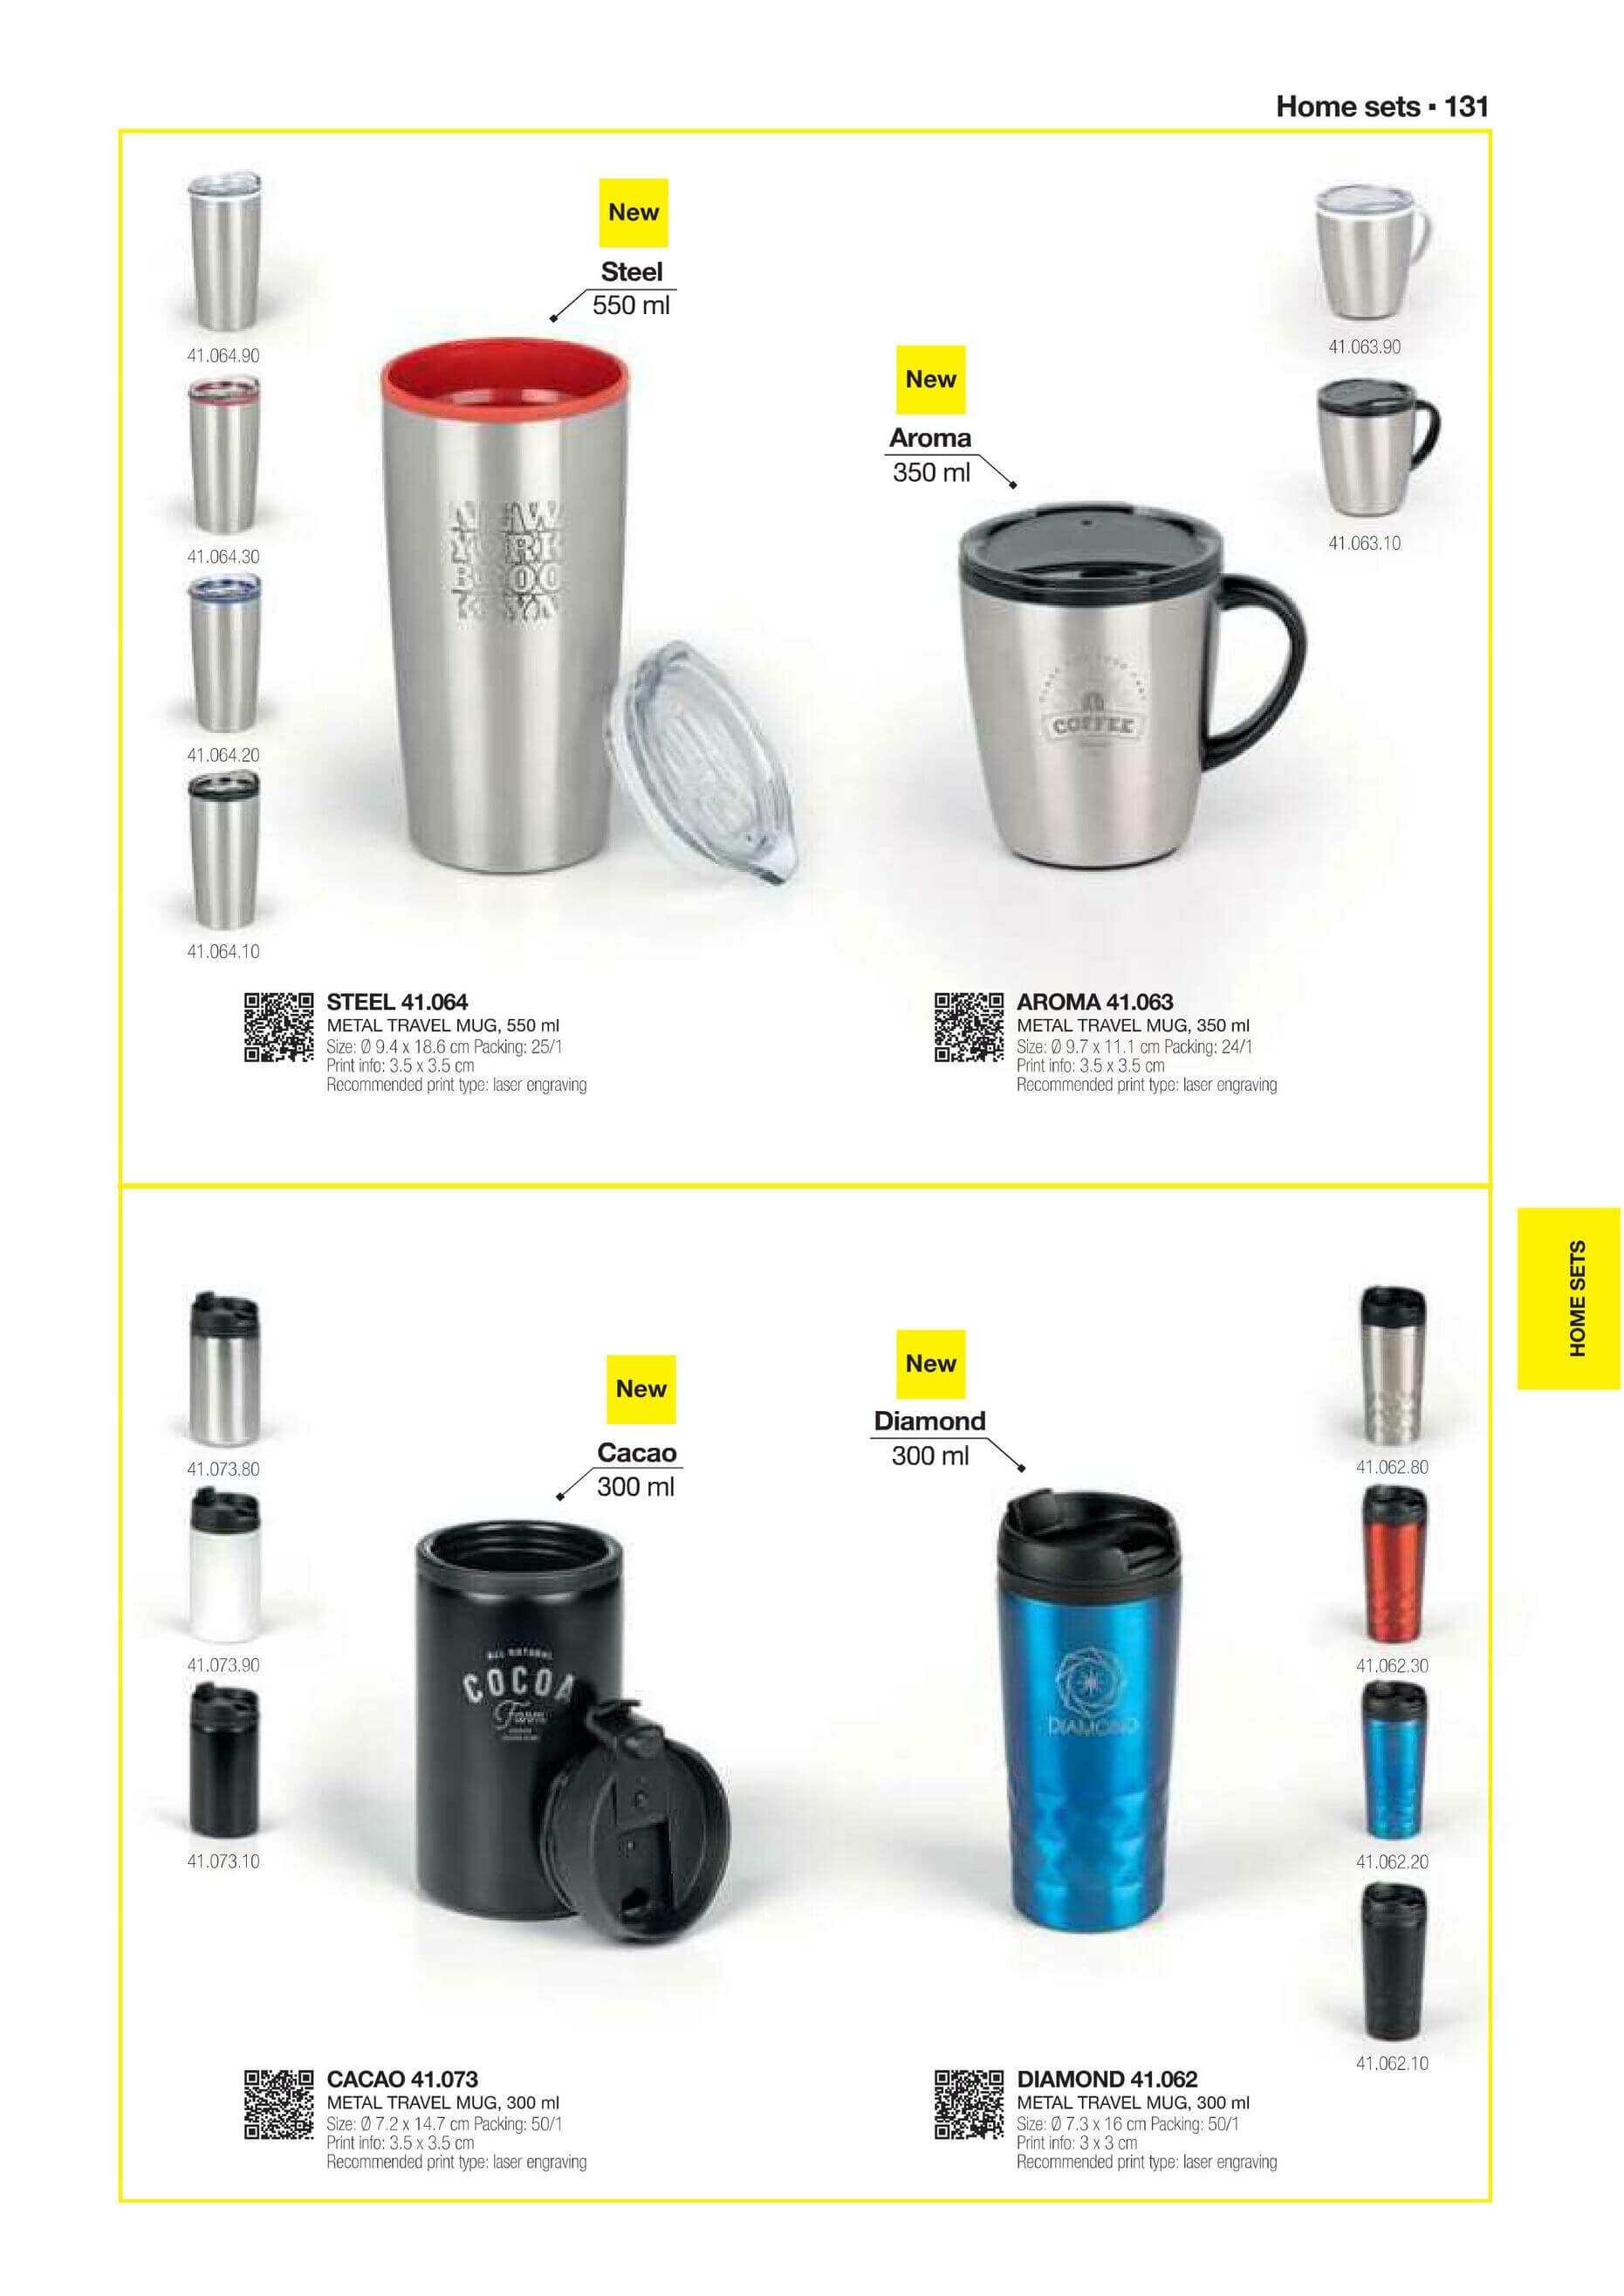 Home sets ▪ 131
New
Steel
550 ml
41.064.90
41.064.30
41.064.20
41.064.10
New
Aroma
350 ml
COFFEE
41.063.90
41.063.10
STEEL 41.064
METAL TRAVEL MUG, 550 ml
Size: Ø 9.4 x 18.6 cm Packing: 25/1
Print info: 3.5 x 3.5 cm
Recommended print type: laser engraving
AROMA 41.063
METAL TRAVEL MUG, 350 ml
Size: Ø 9.7 x 11.1 cm Packing: 24/1
Print info: 3.5 x 3.5 cm
Recommended print type: laser engraving
HOME SETS
41.073.80
41.073.90
41.073.10
New
Cacao
300 ml
ALL NATURAL
COCOA
New
Diamond
300 ml
DIAMOND
41.062.80
41.062.30
41.062.20
41.062.10
CACAO 41.073
METAL TRAVEL MUG, 300 ml
Size: Ø 7.2 x 14.7 cm Packing: 50/1
Print info: 3.5 x 3.5 cm
Recommended print type: laser engraving
DIAMOND 41.062
METAL TRAVEL MUG, 300 ml
Size: Ø 7.3 x 16 cm Packing: 50/1
Print info: 3 x 3 cm
Recommended print type: laser engraving